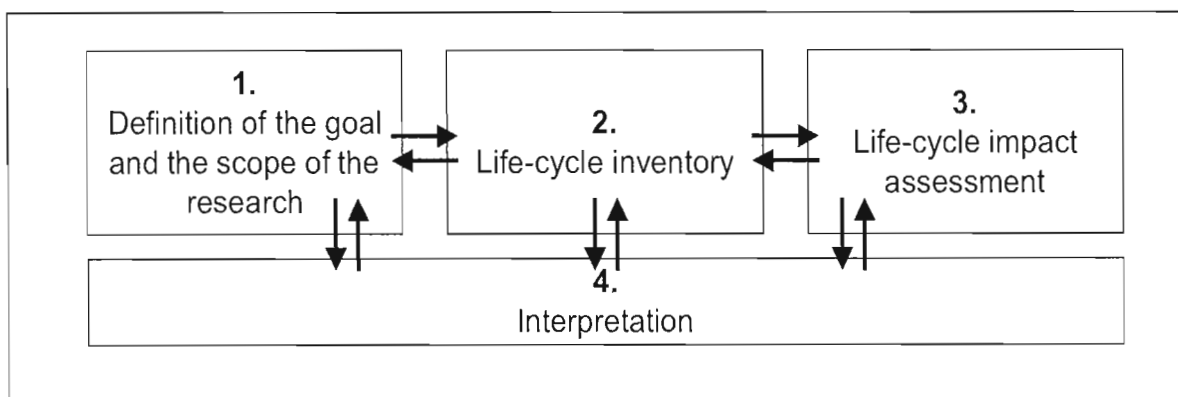 1.
Definition of the goal
and the scope of the
research
2.
Life-cycle inventory
3.
Life-cycle impact
assessment
4.
Interpretation